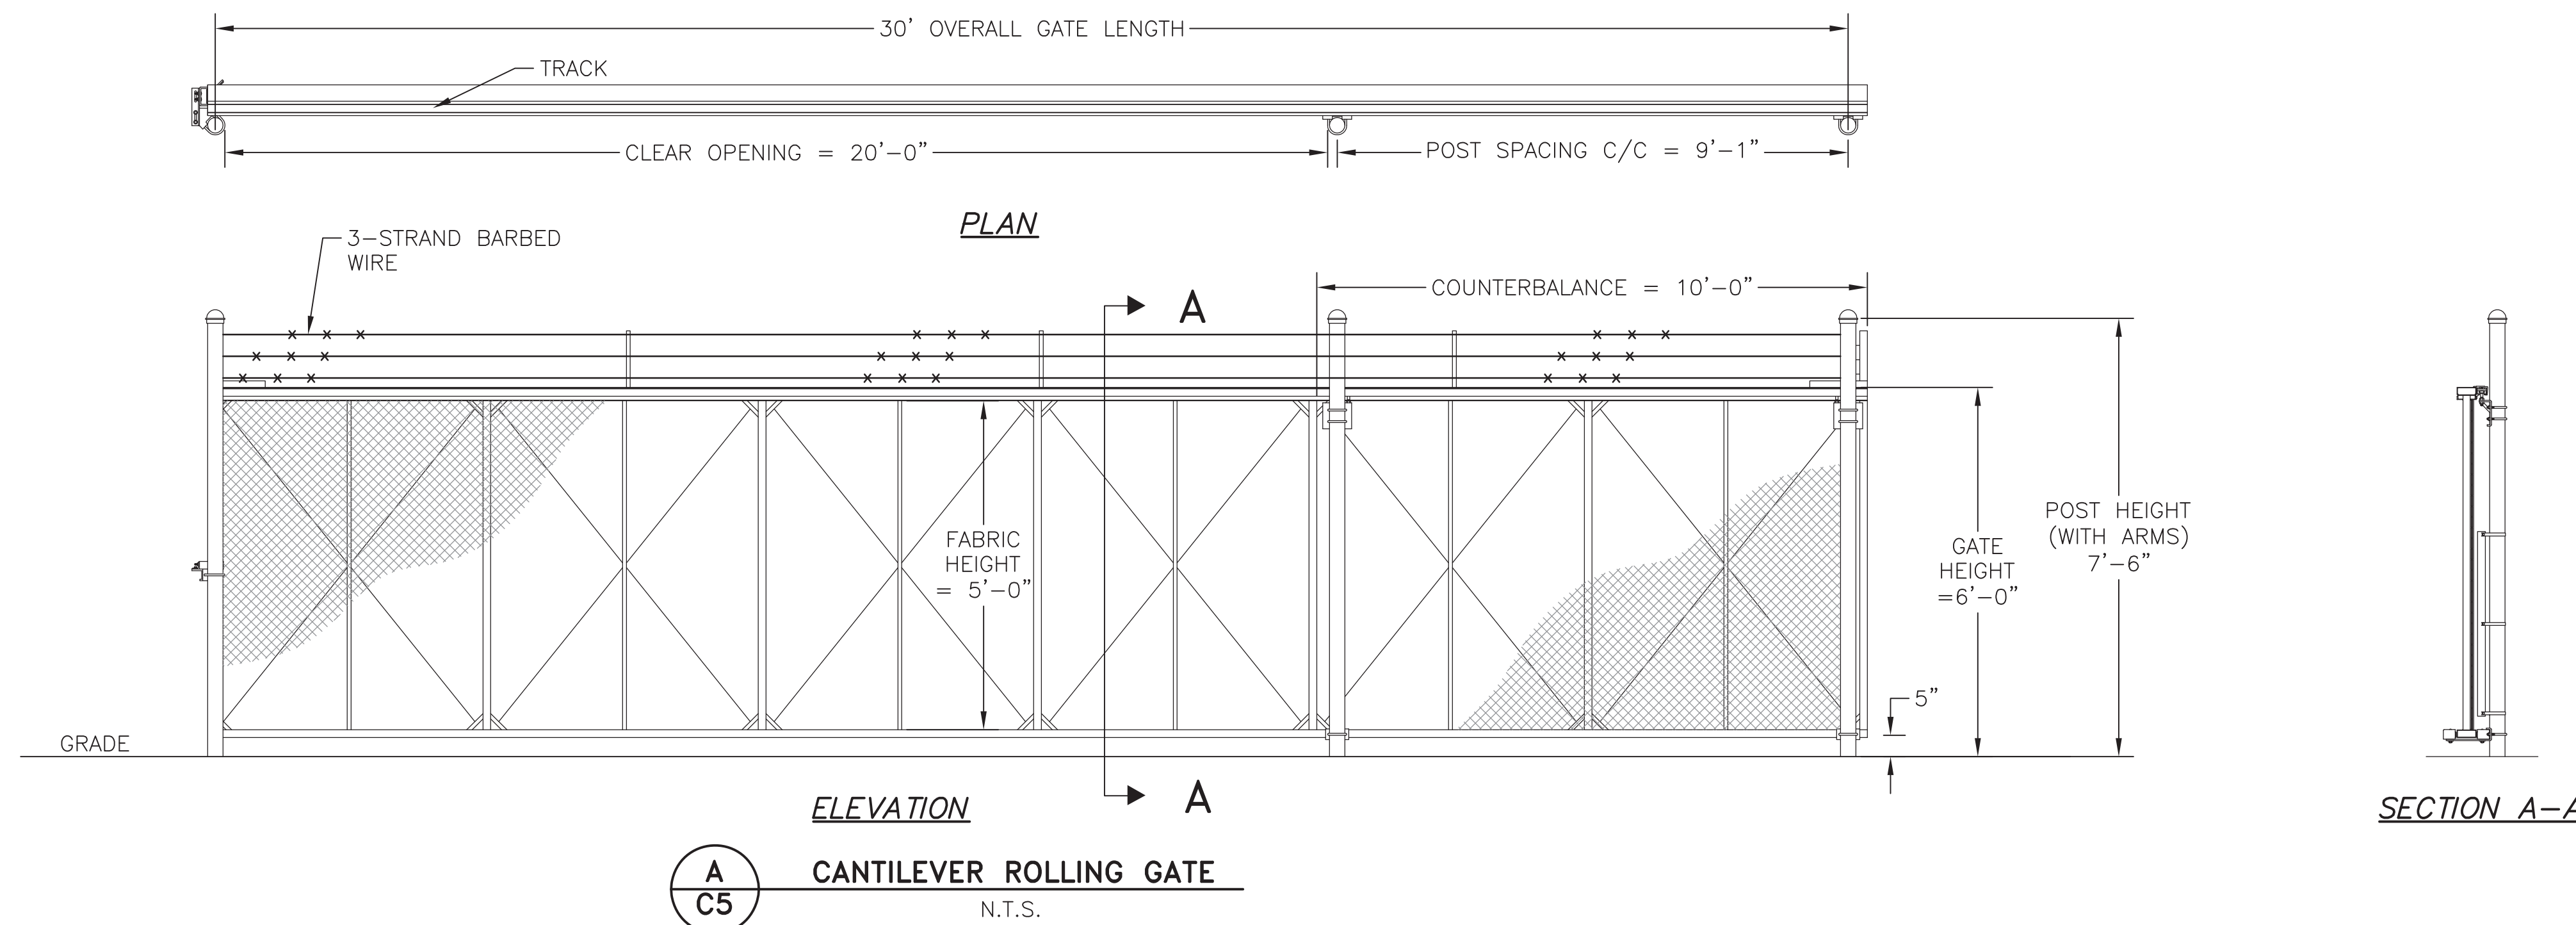 30' OVERALL GATE LENGTH
TRACK
CLEAR OPENING = 20'-0"
POST SPACING C/C = 9'-1"
PLAN
3-STRAND BARBED
WIRE
COUNTERBALANCE = 10'-0"
A
FABRIC
HEIGHT
= 5'-0"
GATE
HEIGHT
=6'-0"
POST HEIGHT
(WITH ARMS)
7'-6"
5"
GRADE
A
ELEVATION
SECTION A-A
A
C5
CANTILEVER ROLLING GATE
N.T.S.